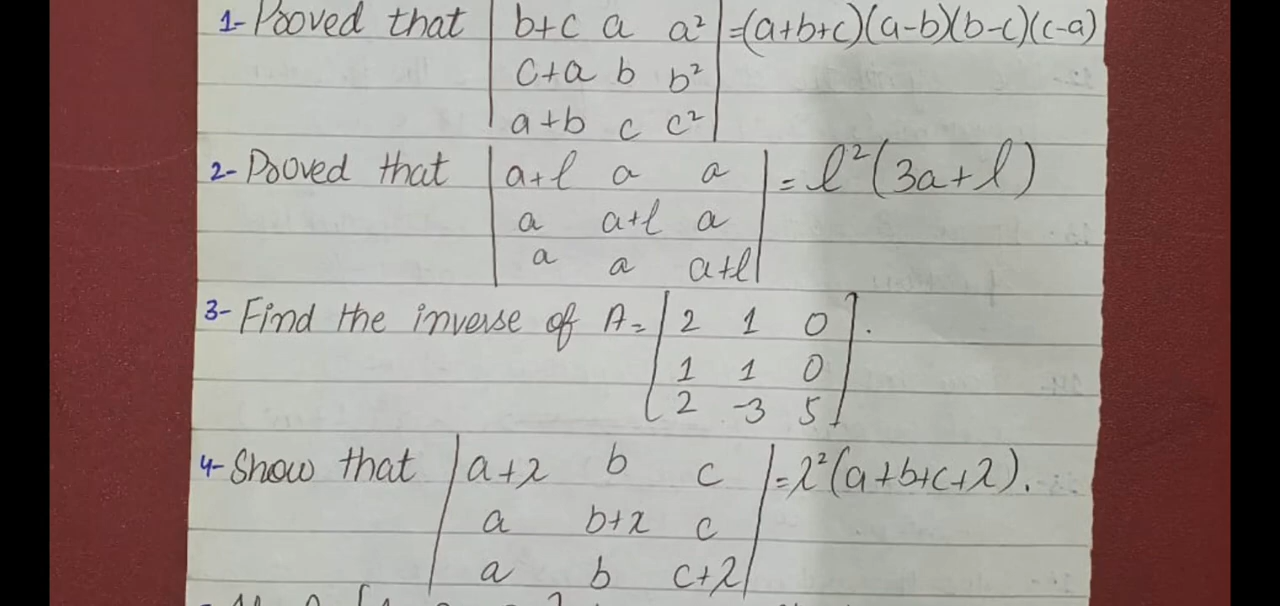 1- Prooved that | b+c a a² | =(a+b+c)(a-b)(b-c)(c-a)
c+a b b²
a+b c c²
2- Prooved that | a+l a a | = l²(3a+l)
a a+l a
a a a+l
3- Find the inverse of A= [ 2 1 0 ].
1 1 0
2 -3 5
4- Show that | a+λ b c | =λ²(a+b+c+λ).
a b+λ c
a b c+λ